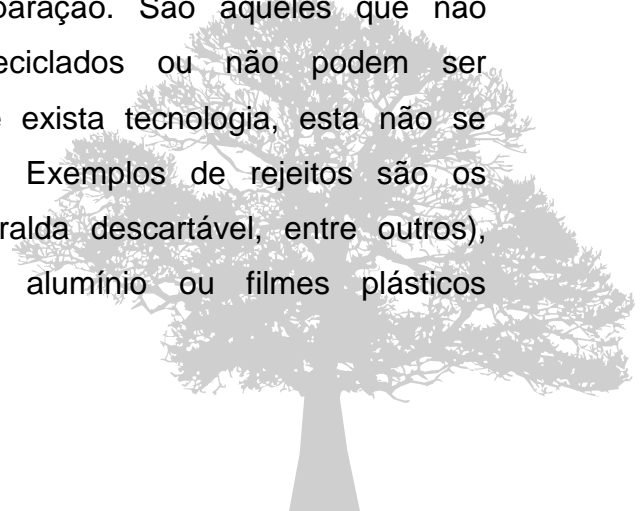 paração. São aqueles que não
eciclados ou não podem ser
exista tecnologia, esta não se
Exemplos de rejeitos são os
ralda descartável, entre outros),
alumínio ou filmes plásticos